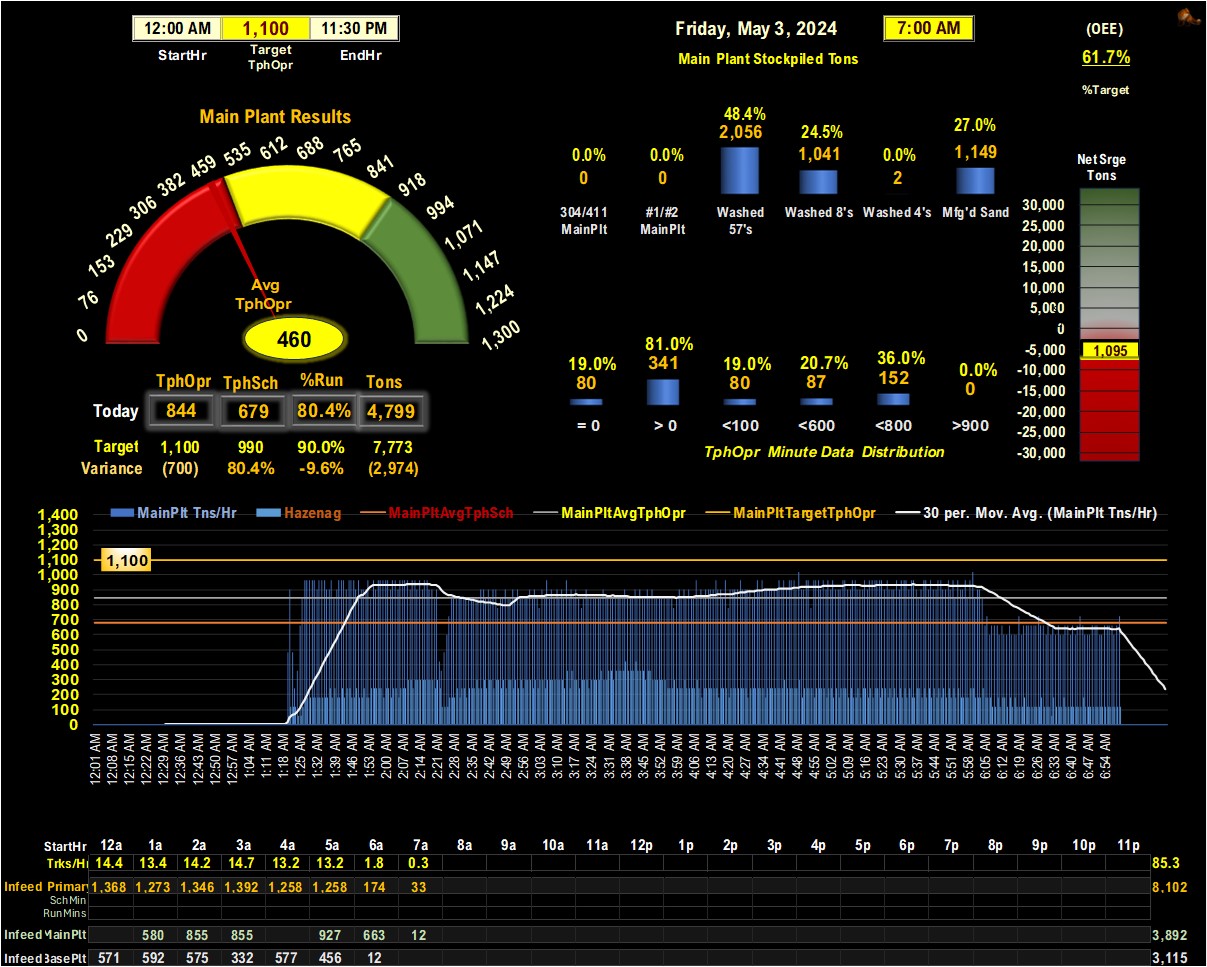 12:00 AM 1,100 11:30 PM
StartHr Target TphOpr EndHr
Friday, May 3, 2024 7:00 AM
Main Plant Stockpiled Tons
(OEE)
61.7%
%Target
Main Plant Results
0 76 153 229 306 382 459 535 612 688 765 841 918 994 1,071 1,147 1,224 1,300
Avg
TphOpr
460
TphOpr TphSch %Run Tons
Today 844 679 80.4% 4,799
Target 1,100 990 90.0% 7,773
Variance (700) 80.4% -9.6% (2,974)
0.0% 0.0% 48.4% 24.5% 0.0% 27.0%
0 0 2,056 1,041 2 1,149
304/411 #1/#2 Washed Washed 8's Washed 4's Mfg'd Sand
MainPlt MainPlt 57's
19.0% 81.0% 19.0% 20.7% 36.0% 0.0%
80 341 80 87 152 0
= 0 > 0 <100 <600 <800 >900
TphOpr Minute Data Distribution
Net Srge
Tons
30,000
25,000
20,000
15,000
10,000
5,000
0
-5,000
1,095
-10,000
-15,000
-20,000
-25,000
-30,000
MainPlt Tns/Hr Hazenag MainPltAvgTphSch MainPltAvgTphOpr MainPltTargetTphOpr 30 per. Mov. Avg. (MainPlt Tns/Hr)
1,400
1,300
1,200
1,100
1,100
1,000
900
800
700
600
500
400
300
200
100
0
12:01 AM 12:08 AM 12:15 AM 12:22 AM 12:29 AM 12:36 AM 12:43 AM 12:50 AM 12:57 AM 1:04 AM 1:11 AM 1:18 AM 1:25 AM 1:32 AM 1:39 AM 1:46 AM 1:53 AM 2:00 AM 2:07 AM 2:14 AM 2:21 AM 2:28 AM 2:35 AM 2:42 AM 2:49 AM 2:56 AM 3:03 AM 3:10 AM 3:17 AM 3:24 AM 3:31 AM 3:38 AM 3:45 AM 3:52 AM 3:59 AM 4:06 AM 4:13 AM 4:20 AM 4:27 AM 4:34 AM 4:41 AM 4:48 AM 4:55 AM 5:02 AM 5:09 AM 5:16 AM 5:23 AM 5:30 AM 5:37 AM 5:44 AM 5:51 AM 5:58 AM 6:05 AM 6:12 AM 6:19 AM 6:26 AM 6:33 AM 6:40 AM 6:47 AM 6:54 AM
StartHr 12a 1a 2a 3a 4a 5a 6a 7a 8a 9a 10a 11a 12p 1p 2p 3p 4p 5p 6p 7p 8p 9p 10p 11p
Trks/H 14.4 13.4 14.2 14.7 13.2 13.2 1.8 0.3 85.3
Infeed Primar 1,368 1,273 1,346 1,392 1,258 1,258 174 33 8,102
SchMin
RunMins
Infeed MainPlt 580 855 855 927 663 12 3,892
Infeed BasePlt 571 592 575 332 577 456 12 3,115